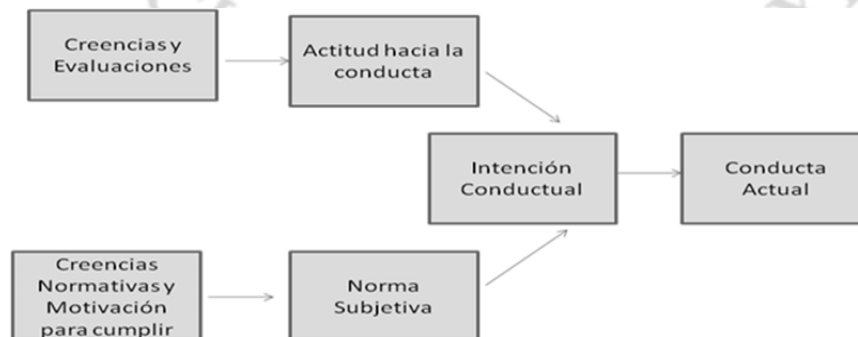 Creencias y
Evaluaciones
Actitud hacia la
conducta
Intención
Conductual
Conducta
Actual
Creencias
Normativas y
Motivación
para cumplir
Norma
Subjetiva